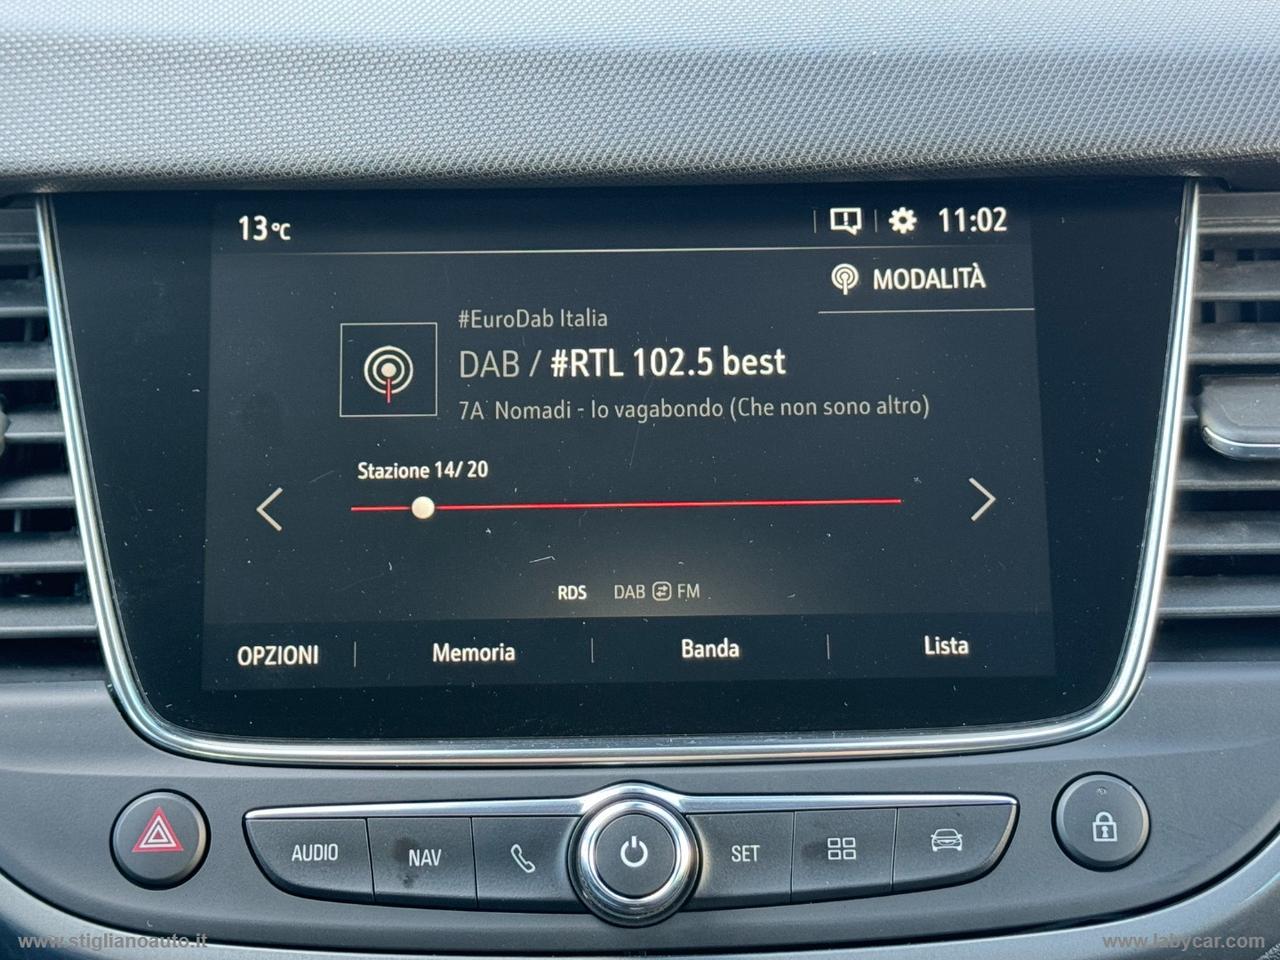 13°C 11:02
MODALITÀ
#EuroDab Italia
DAB / #RTL 102.5 best
7A Nomadi - Io vagabondo (Che non sono altro)
Stazione 14/ 20
RDS DAB FM
OPZIONI Memoria Banda Lista
AUDIO NAV SET
www.stiglianoauto.it www.labycar.com